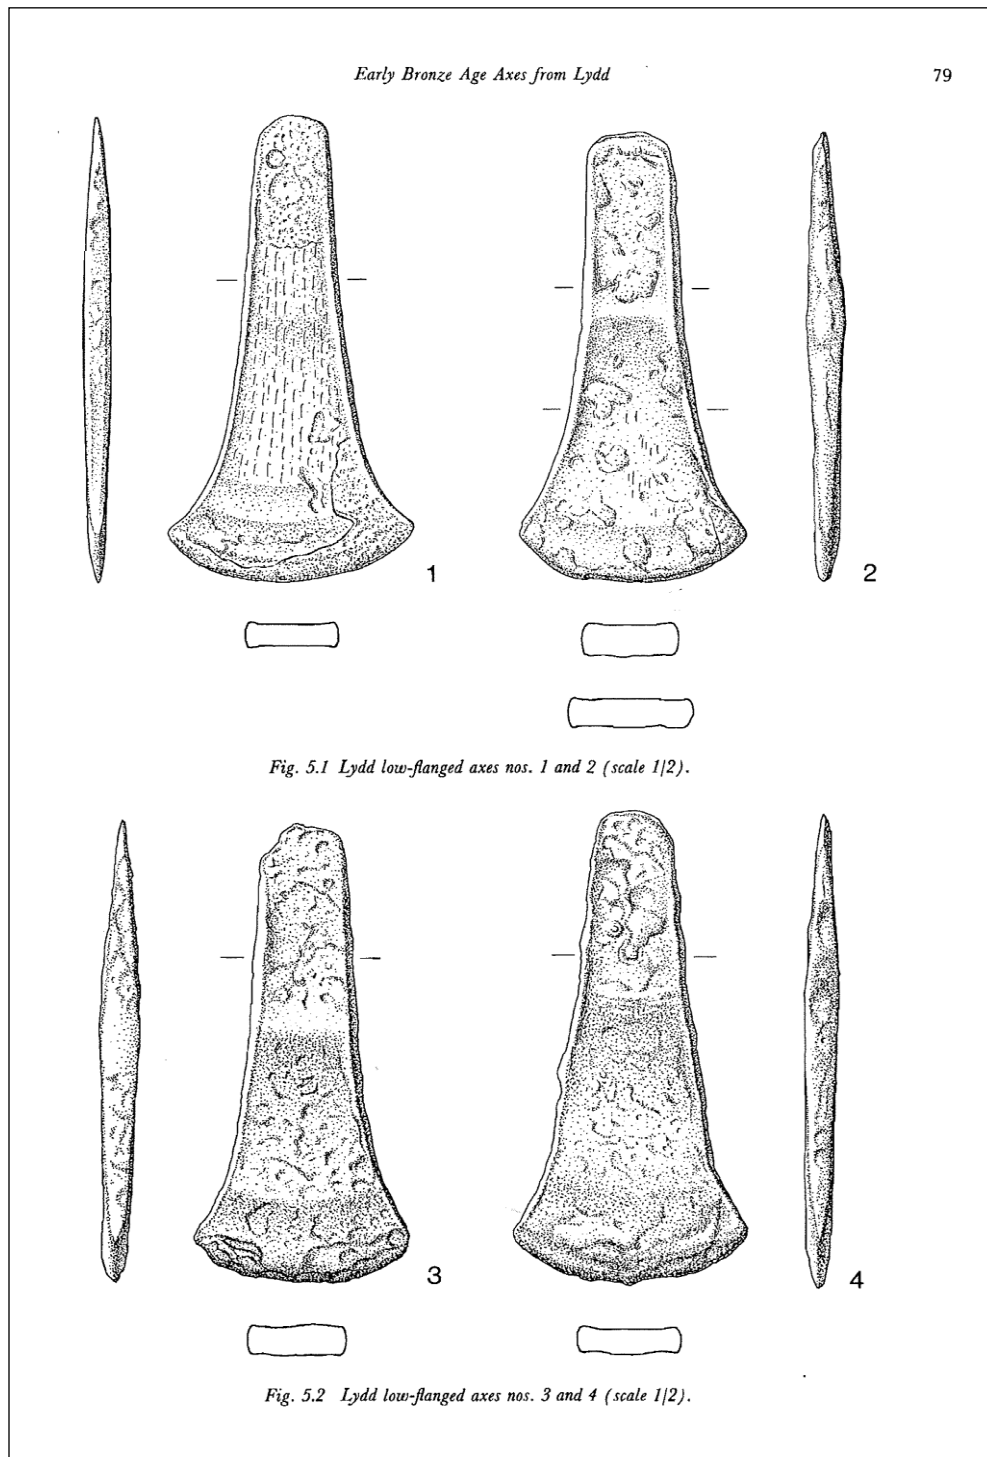 Early Bronze Age Axes from Lydd 79
1
2
Fig. 5.1 Lydd low-flanged axes nos. 1 and 2 (scale 1/2).
3
4
Fig. 5.2 Lydd low-flanged axes nos. 3 and 4 (scale 1/2).